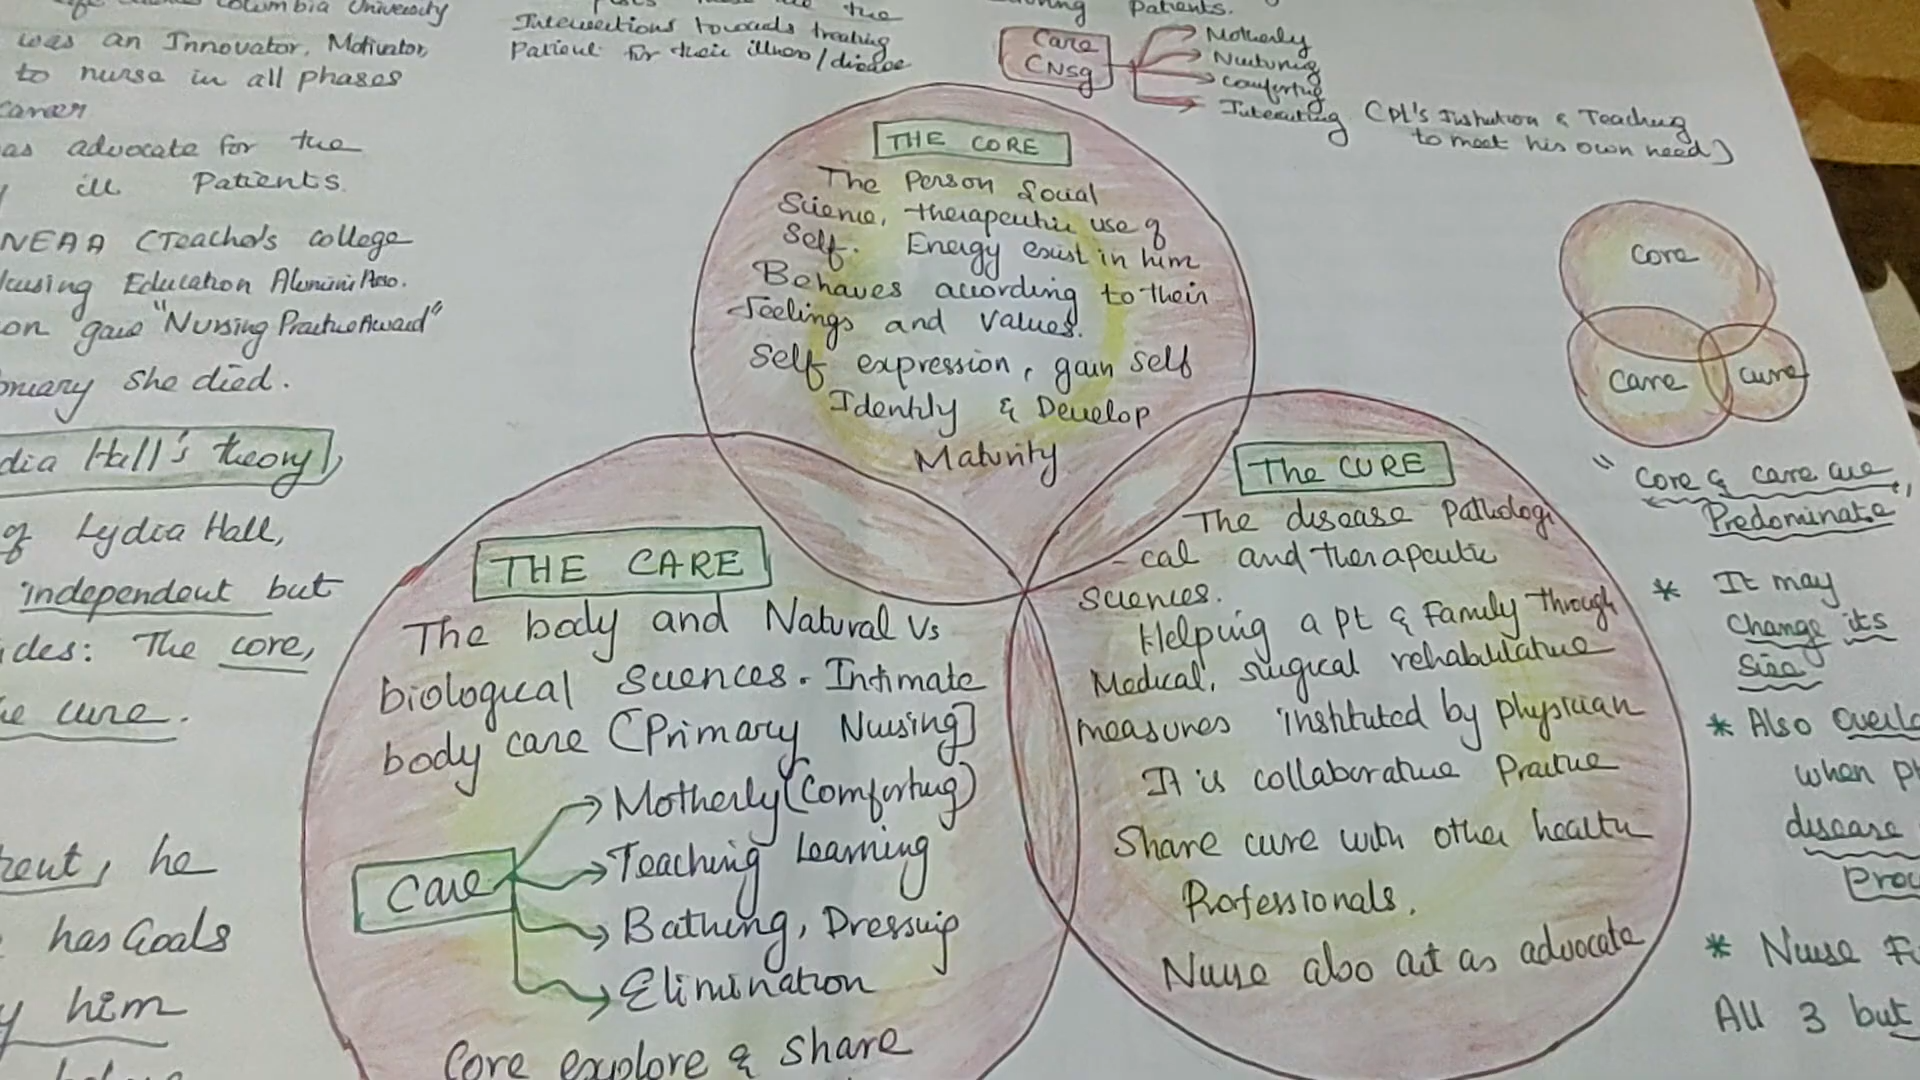 Columbia University
was an Innovator, Motivator,
to nurse in all phases
career
as advocate for the
ill Patients.
NEAA (Teacher's college
Education Alumini Asso.
on gave "Nursing Practice Award"
she died.
dia Hall's theory
of Lydia Hall,
independent but
ides: The core,
cure.
he
has Goals
him
the
Intersections towards treating
Patient for their illness/disease
Patients.
Care
CNsg
Motherly
Nurturing
Comforting
Interesting (Pt's Instution & Teaching
to meet his own need)
THE CORE
The Person Social
Science, therapeutic use of
Self. Energy exist in him
Behaves according to their
feelings and values.
Self expression, gain self
Identity & Develop
Maturity
THE CARE
The body and Natural Vs
biological sciences. Intimate
body care (Primary Nursing]
Care
Motherly (Comforting)
Teaching Learning
Bathing, Dressing
Elimination
Core explore & share
The CURE
The disease Pathologi
- cal and therapeutic
Sciences.
Helping a pt & Family through
Medical, surgical rehabilitative
measures instituted by physician
It is collaborative Practice
Share cure with other health
Professionals.
Nurse also act as advocate
Core
Care
cure
"Core & care are
Predominate"
* It may
change its
size
* Also overla
when p
disease
Pro
* Nurse F
All 3 but